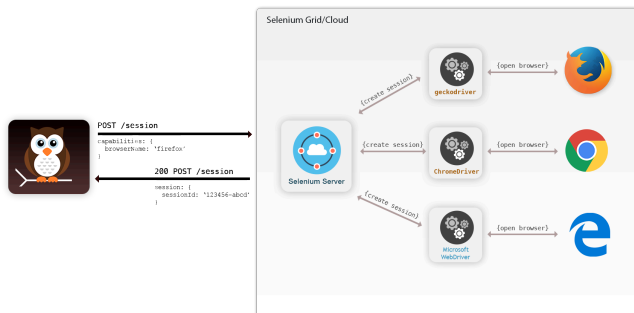 Selenium Grid/Cloud
POST /session
capabilities: {
browserName: 'firefox'
}
200 POST /session
session: {
sessionId: '123456-abcd'
}
Selenium Server
{create session}
geckodriver
{open browser}
{create session}
ChromeDriver
{open browser}
{create session}
Microsoft
WebDriver
{open browser}